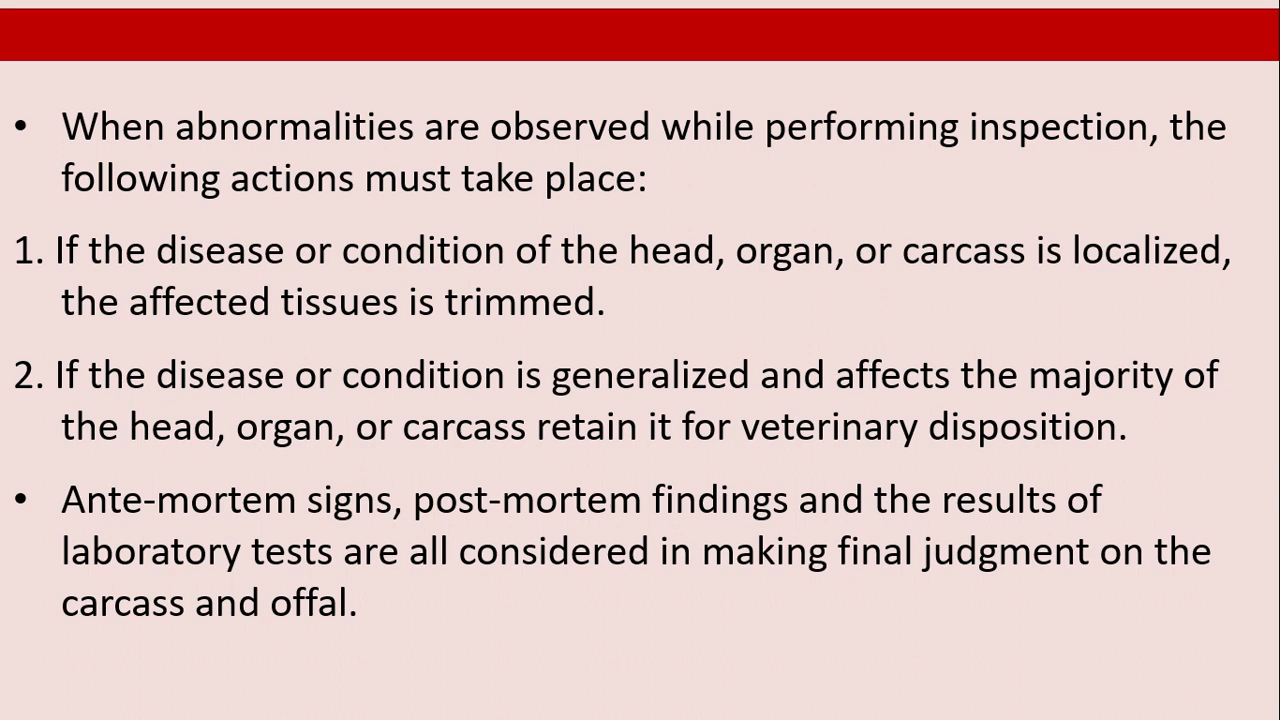 • When abnormalities are observed while performing inspection, the
following actions must take place:
1. If the disease or condition of the head, organ, or carcass is localized,
the affected tissues is trimmed.
2. If the disease or condition is generalized and affects the majority of
the head, organ, or carcass retain it for veterinary disposition.
• Ante-mortem signs, post-mortem findings and the results of
laboratory tests are all considered in making final judgment on the
carcass and offal.